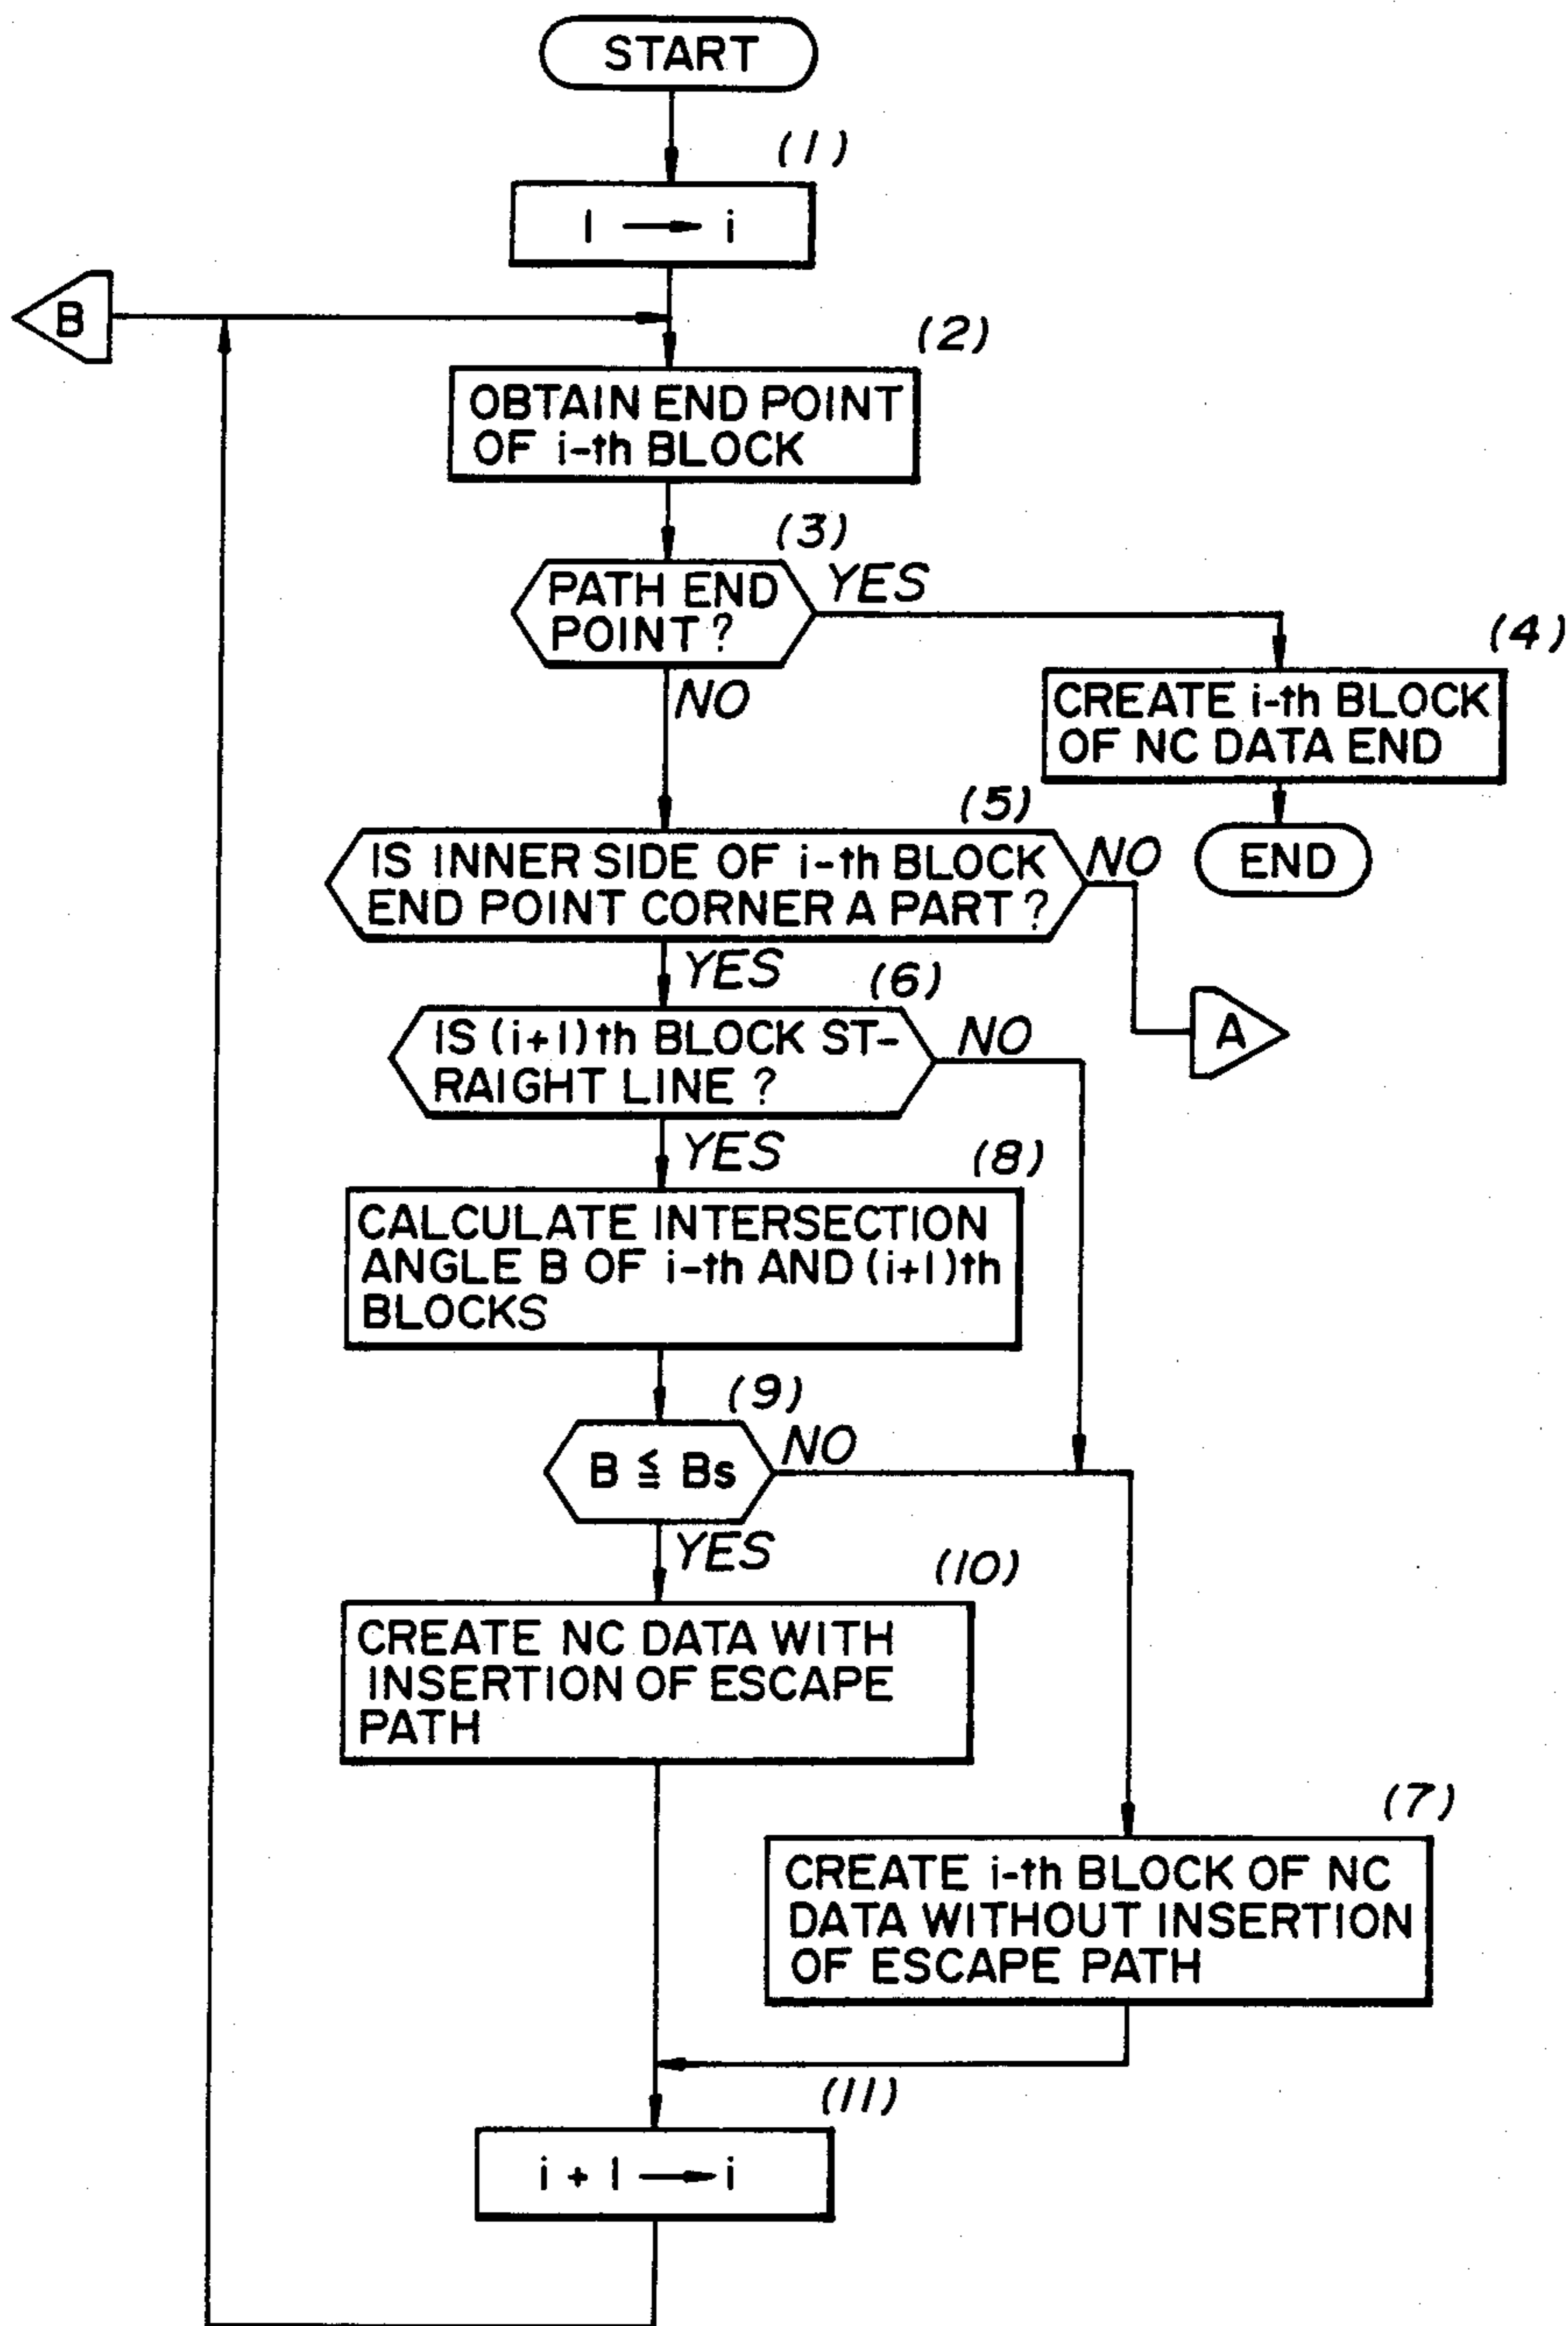 START
(1)
1 → i
B
(2)
OBTAIN END POINT
OF i-th BLOCK
(3)
PATH END
POINT?
YES
NO
(4)
CREATE i-th BLOCK
OF NC DATA END
END
(5)
IS INNER SIDE OF i-th BLOCK
END POINT CORNER A PART?
NO
YES
A
(6)
IS (i+1)th BLOCK ST-
RAIGHT LINE?
NO
YES
(8)
CALCULATE INTERSECTION
ANGLE B OF i-th AND (i+1)th
BLOCKS
(9)
B ≦ Bs
NO
YES
(10)
CREATE NC DATA WITH
INSERTION OF ESCAPE
PATH
(7)
CREATE i-th BLOCK OF NC
DATA WITHOUT INSERTION
OF ESCAPE PATH
(11)
i + 1 → i